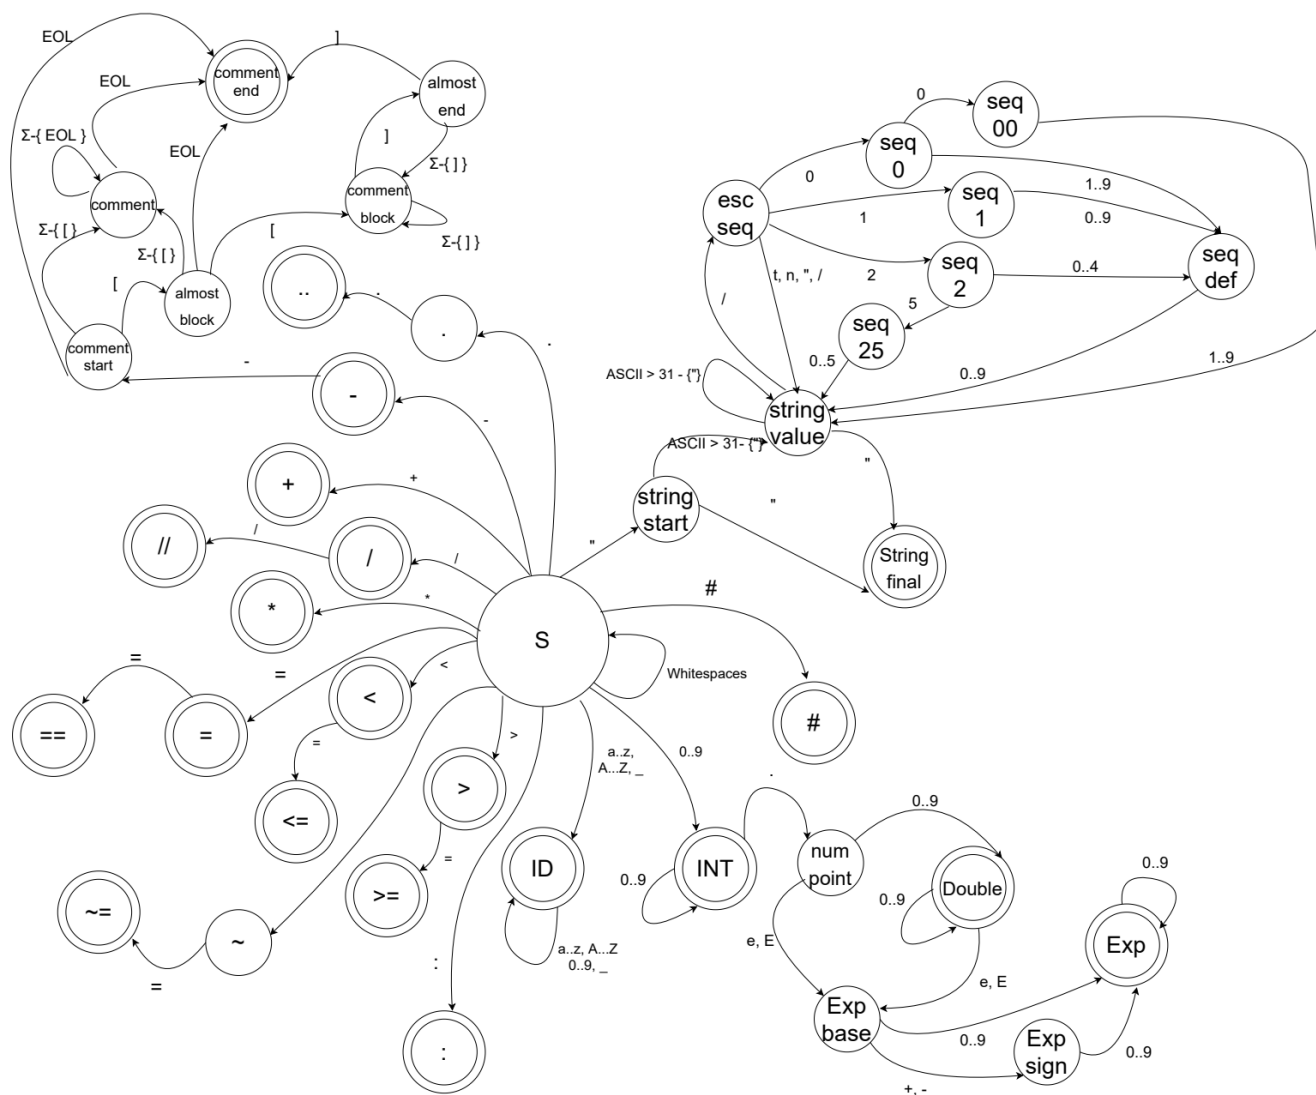 EOL
]
comment
end
almost
end
EOL
0
seq
00
Σ-{ EOL }
]
seq
0
EOL
Σ-{ ] }
0
1..9
comment
comment
block
esc
seq
seq
1
0..9
1
Σ-{ [ }
[
Σ-{ ] }
Σ-{ [ }
seq
2
0..4
seq
def
t, n, ", /
2
[
almost
block
..
.
.
/
5
seq
25
.
comment
start
-
-
0..5
0..9
1..9
ASCII > 31 - {"}
string
value
-
ASCII > 31- {"}
"
+
+
string
start
"
//
/
/
/
"
String
final
*
*
S
#
Whitespaces
=
=
<
<
==
=
#
=
>
>
a..z,
A...Z, _
0..9
.
<=
=
0..9
num
point
ID
INT
>=
0..9
0..9
Double
0..9
~=
~
=
:
a..z, A...Z
0..9, _
e, E
Exp
e, E
Exp
base
0..9
Exp
sign
0..9
:
+, -